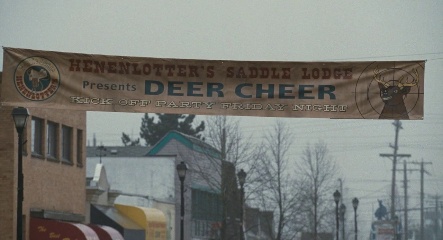 HENENLOTTER'S SADDLE LODGE
Presents DEER CHEER
KICK OFF PARTY FRIDAY NIGHT